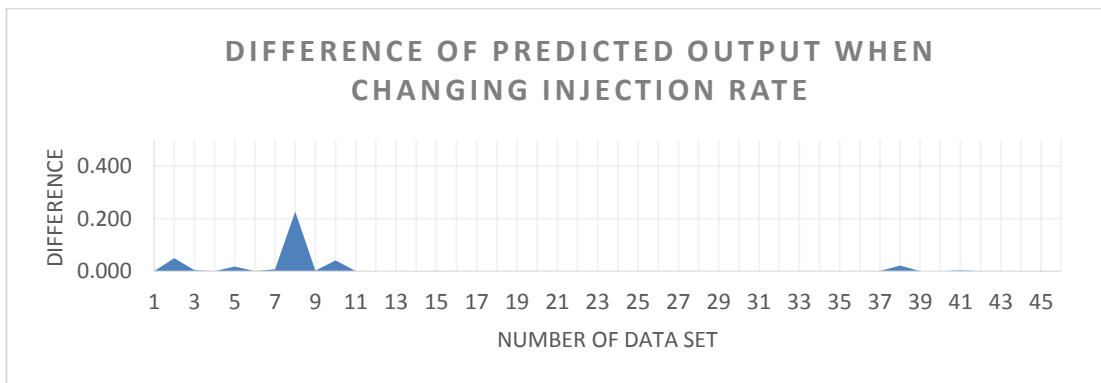 DIFFERENCE OF PREDICTED OUTPUT WHEN
CHANGING INJECTION RATE
DIFFERENCE
0.400
0.200
0.000
1 3 5 7 9 11 13 15 17 19 21 23 25 27 29 31 33 35 37 39 41 43 45
NUMBER OF DATA SET